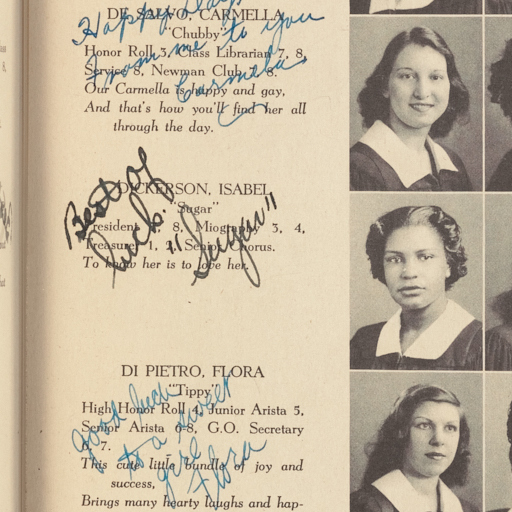 DE SALVO, CARMELLA
"Chubby"
Honor Roll 3, Class Librarian 7, 8,
Service 8, Newman Club 7, 8.
Our Carmella is happy and gay,
And that's how you'll find her all
through the day.
Happy Days
from me to you
Carmella
DICKERSON, ISABEL
"Sugar"
President 8, Miography 3, 4,
Treasurer 1, 2, Senior Chorus.
To know her is to love her.
Best of
luck.
"Sugar"
DI PIETRO, FLORA
"Tippy"
High Honor Roll 4, Junior Arista 5,
Senior Arista 6-8, G.O. Secretary
7.
This cute little bundle of joy and
success,
Brings many hearty laughs and hap-
good luck
to a sweet
girl
Flora